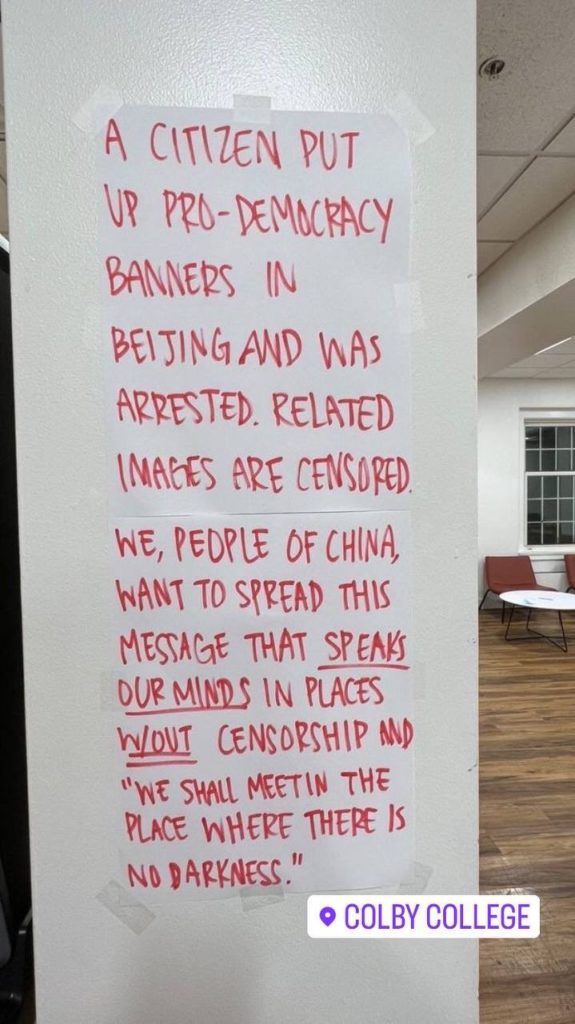 A CITIZEN PUT
UP PRO-DEMOCRACY
BANNERS IN
BEIJING AND WAS
ARRESTED. RELATED
IMAGES ARE CENSORED.
WE, PEOPLE OF CHINA,
WANT TO SPREAD THIS
MESSAGE THAT SPEAKS
OUR MINDS IN PLACES
W/OUT CENSORSHIP AND
"WE SHALL MEET IN THE
PLACE WHERE THERE IS
NO DARKNESS."
COLBY COLLEGE